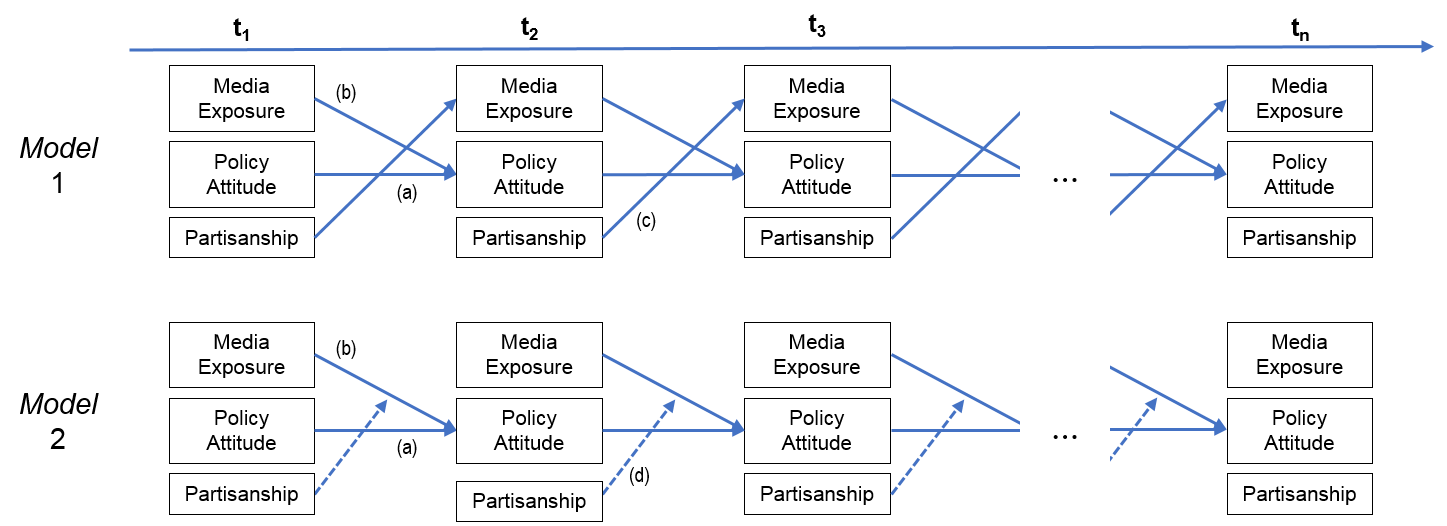 t1 t2 t3 tn
Model 1
Media Exposure (b) Media Exposure Media Exposure Media Exposure
Policy Attitude (a) Policy Attitude Policy Attitude ... Policy Attitude
Partisanship Partisanship (c) Partisanship Partisanship
Model 2
Media Exposure (b) Media Exposure Media Exposure Media Exposure
Policy Attitude (a) Policy Attitude Policy Attitude ... Policy Attitude
Partisanship Partisanship (d) Partisanship Partisanship